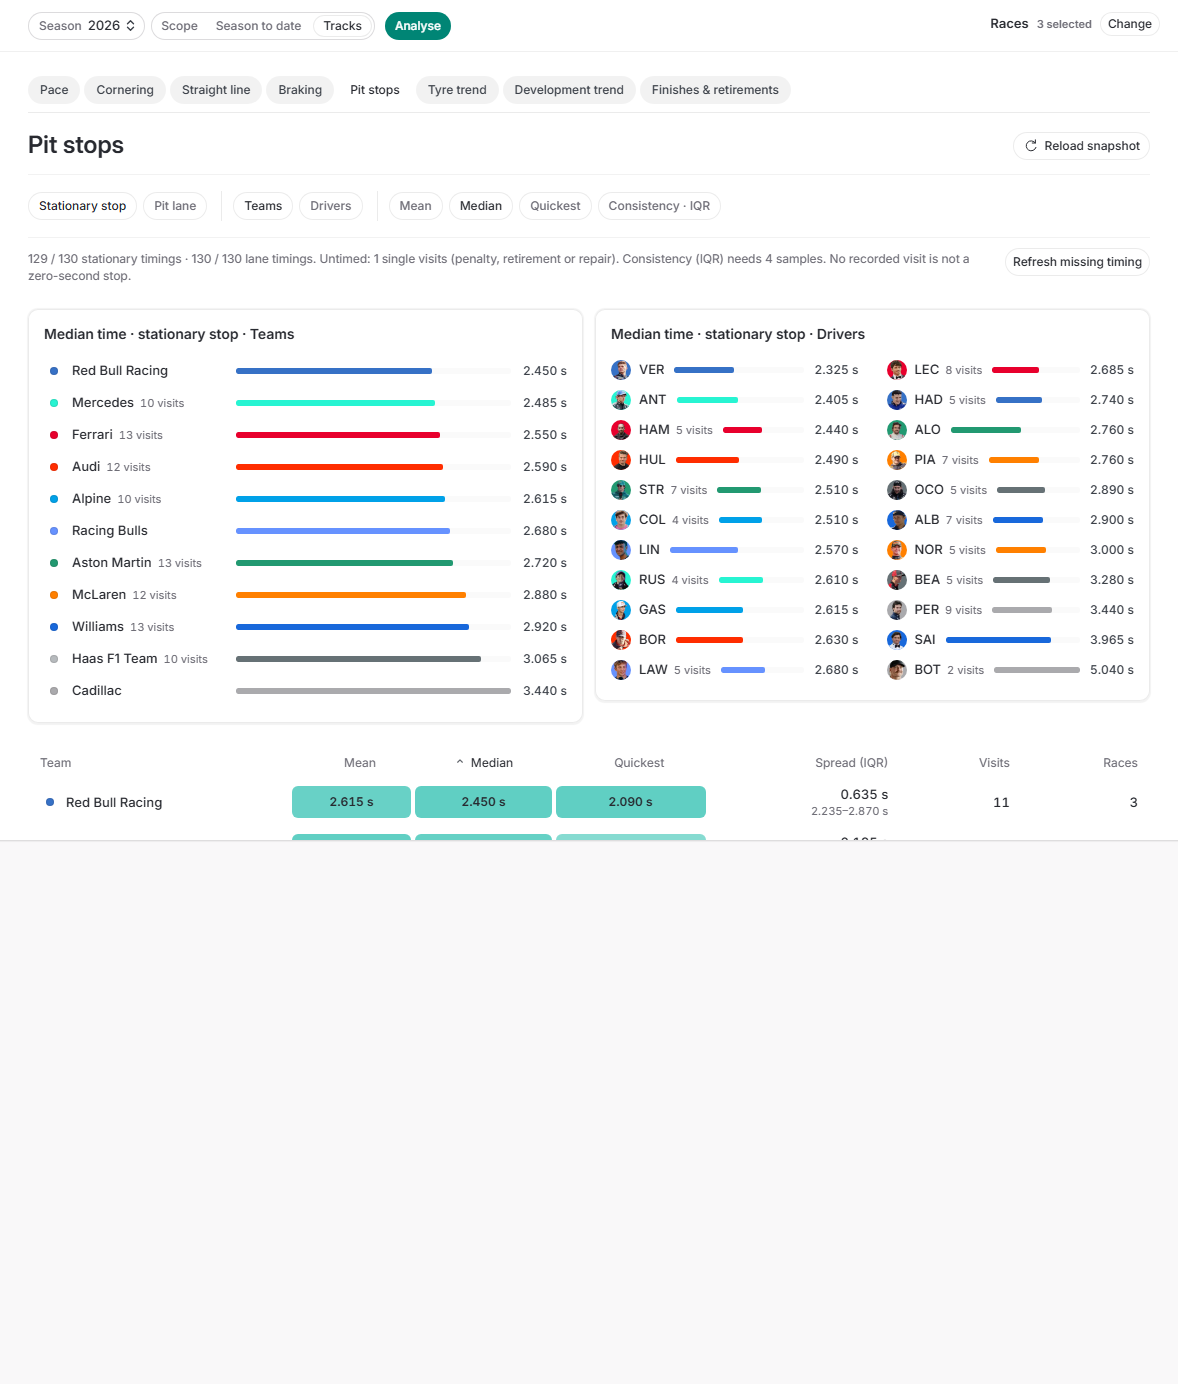 Season 2026
Scope Season to date Tracks
Analyse
Races 3 selected Change
Pace Cornering Straight line Braking Pit stops Tyre trend Development trend Finishes & retirements
Pit stops
Reload snapshot
Stationary stop Pit lane Teams Drivers Mean Median Quickest Consistency · IQR
129 / 130 stationary timings · 130 / 130 lane timings. Untimed: 1 single visits (penalty, retirement or repair). Consistency (IQR) needs 4 samples. No recorded visit is not a
zero-second stop.
Refresh missing timing
Median time · stationary stop · Teams
Red Bull Racing 2.450 s
Mercedes 10 visits 2.485 s
Ferrari 13 visits 2.550 s
Audi 12 visits 2.590 s
Alpine 10 visits 2.615 s
Racing Bulls 2.680 s
Aston Martin 13 visits 2.720 s
McLaren 12 visits 2.880 s
Williams 13 visits 2.920 s
Haas F1 Team 10 visits 3.065 s
Cadillac 3.440 s
Median time · stationary stop · Drivers
VER 2.325 s
ANT 2.405 s
HAM 5 visits 2.440 s
HUL 2.490 s
STR 7 visits 2.510 s
COL 4 visits 2.510 s
LIN 2.570 s
RUS 4 visits 2.610 s
GAS 2.615 s
BOR 2.630 s
LAW 5 visits 2.680 s
LEC 8 visits 2.685 s
HAD 5 visits 2.740 s
ALO 2.760 s
PIA 7 visits 2.760 s
OCO 5 visits 2.890 s
ALB 7 visits 2.900 s
NOR 5 visits 3.000 s
BEA 5 visits 3.280 s
PER 9 visits 3.440 s
SAI 3.965 s
BOT 2 visits 5.040 s
Team Mean ^ Median Quickest Spread (IQR) Visits Races
Red Bull Racing 2.615 s 2.450 s 2.090 s 0.635 s 11 3
2.235–2.870 s